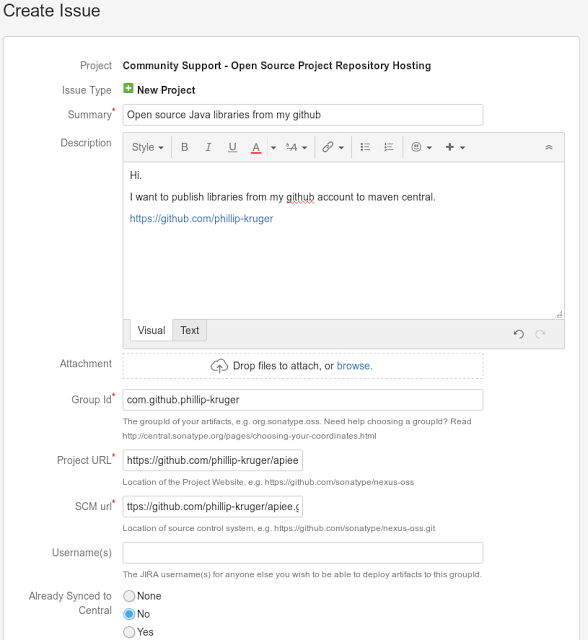 Create Issue
Project Community Support - Open Source Project Repository Hosting
Issue Type New Project
Summary* Open source Java libraries from my github
Description Style B I U A ªA
Hi.
I want to publish libraries from my github account to maven central.
https://github.com/phillip-kruger
Visual Text
Attachment Drop files to attach, or browse.
Group Id* com.github.phillip-kruger
The groupId of your artifacts, e.g. org.sonatype.oss. Need help choosing a groupId? Read
http://central.sonatype.org/pages/choosing-your-coordinates.html
Project URL* https://github.com/phillip-kruger/apiee
Location of the Project Website, e.g. https://github.com/sonatype/nexus-oss
SCM url* ttps://github.com/phillip-kruger/apiee.g
Location of source control system, e.g. https://github.com/sonatype/nexus-oss.git
Username(s)
The JIRA username(s) for anyone else you wish to be able to deploy artifacts to this groupId.
Already Synced to None
Central No
Yes